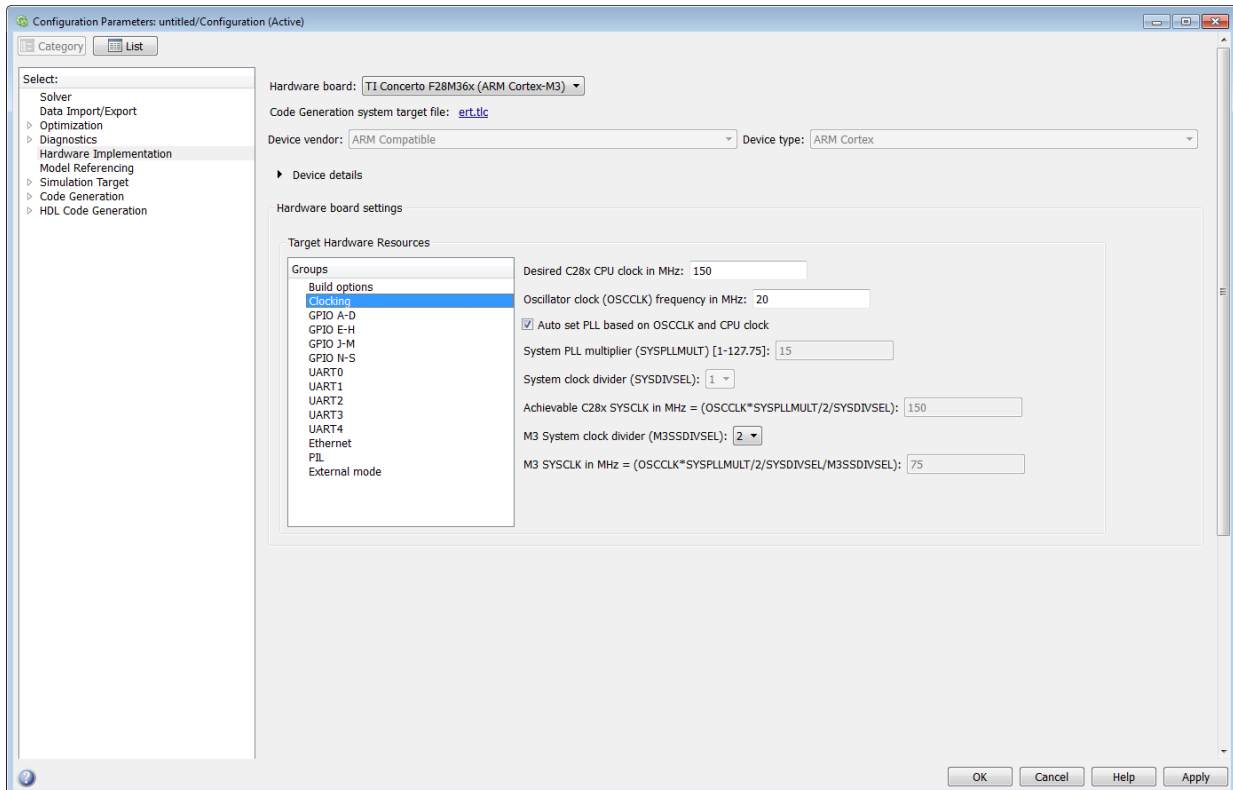 Configuration Parameters: untitled/Configuration (Active)
Category
List
Select:
Solver
Data Import/Export
Optimization
Diagnostics
Hardware Implementation
Model Referencing
Simulation Target
Code Generation
HDL Code Generation
Hardware board: TI Concerto F28M36x (ARM Cortex-M3)
Code Generation system target file: ert.tlc
Device vendor: ARM Compatible Device type: ARM Cortex
Device details
Hardware board settings
Target Hardware Resources
Groups
Build options
Clocking
GPIO A-D
GPIO E-H
GPIO J-M
GPIO N-S
UART0
UART1
UART2
UART3
UART4
Ethernet
PIL
External mode
Desired C28x CPU clock in MHz: 150
Oscillator clock (OSCCLK) frequency in MHz: 20
Auto set PLL based on OSCCLK and CPU clock
System PLL multiplier (SYSPLLMULT) [1-127.75]: 15
System clock divider (SYSDIVSEL): 1
Achievable C28x SYSCLK in MHz = (OSCCLK*SYSPLLMULT/2/SYSDIVSEL): 150
M3 System clock divider (M3SSDIVSEL): 2
M3 SYSCLK in MHz = (OSCCLK*SYSPLLMULT/2/SYSDIVSEL/M3SSDIVSEL): 75
OK Cancel Help Apply